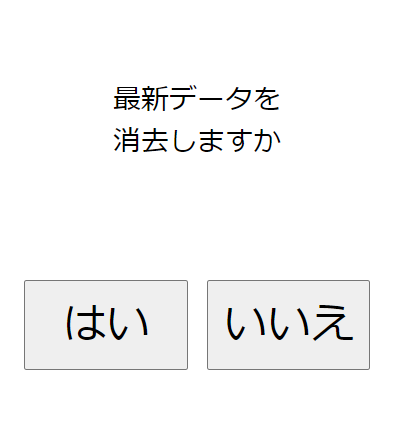 最新データを
消去しますか
はい
いいえ